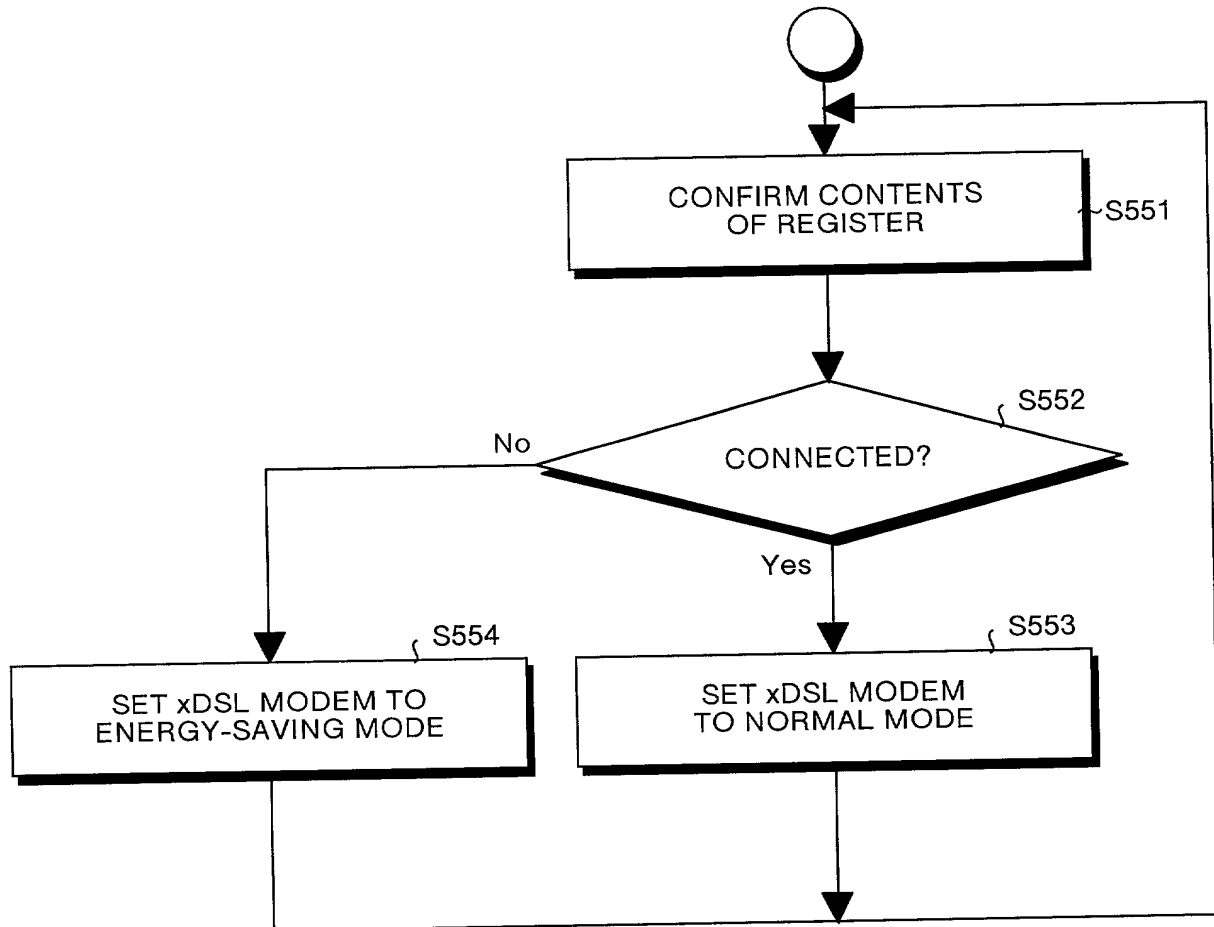 CONFIRM CONTENTS
OF REGISTER
S551
S552
CONNECTED?
No
Yes
S554
SET xDSL MODEM TO
ENERGY-SAVING MODE
S553
SET xDSL MODEM
TO NORMAL MODE